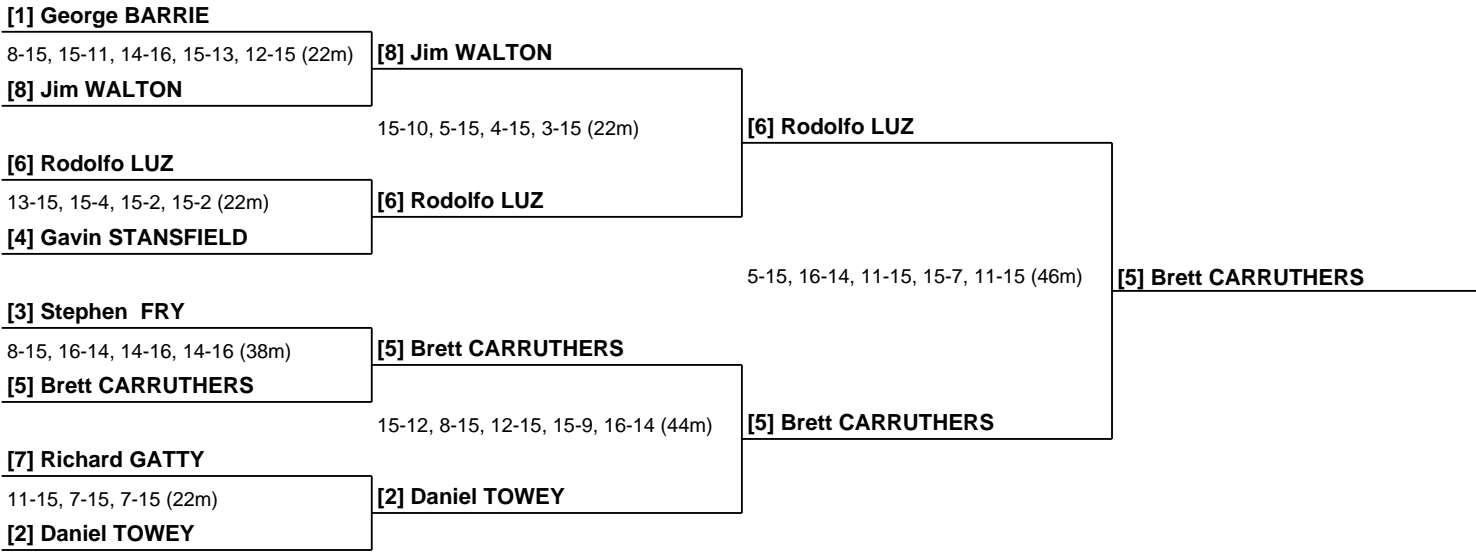 [1] George BARRIE
8-15, 15-11, 14-16, 15-13, 12-15 (22m)
[8] Jim WALTON
[8] Jim WALTON
15-10, 5-15, 4-15, 3-15 (22m)
[6] Rodolfo LUZ
[6] Rodolfo LUZ
13-15, 15-4, 15-2, 15-2 (22m)
[6] Rodolfo LUZ
[4] Gavin STANSFIELD
5-15, 16-14, 11-15, 15-7, 11-15 (46m)
[5] Brett CARRUTHERS
[3] Stephen  FRY
8-15, 16-14, 14-16, 14-16 (38m)
[5] Brett CARRUTHERS
[5] Brett CARRUTHERS
15-12, 8-15, 12-15, 15-9, 16-14 (44m)
[5] Brett CARRUTHERS
[7] Richard GATTY
11-15, 7-15, 7-15 (22m)
[2] Daniel TOWEY
[2] Daniel TOWEY